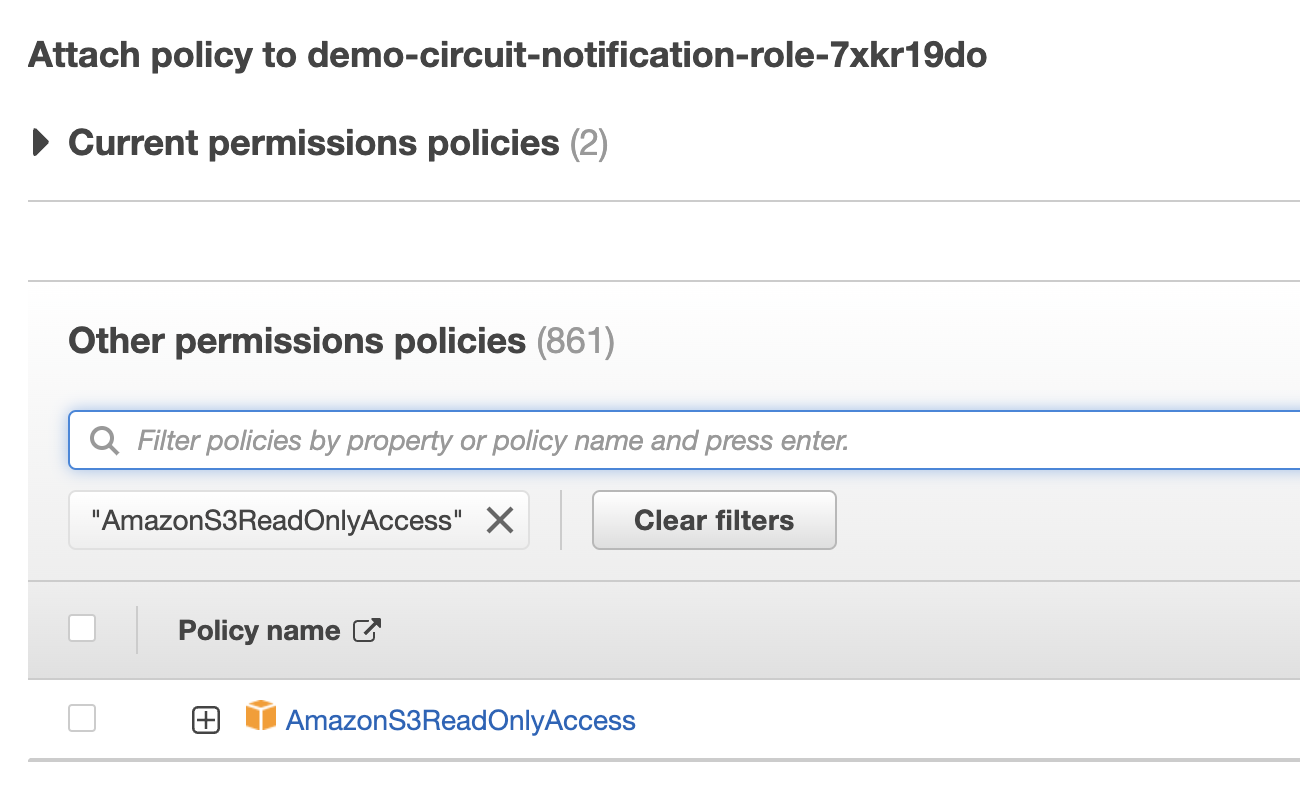 Attach policy to demo-circuit-notification-role-7xkr19do
Current permissions policies (2)
Other permissions policies (861)
Filter policies by property or policy name and press enter.
"AmazonS3ReadOnlyAccess"
Clear filters
Policy name
AmazonS3ReadOnlyAccess